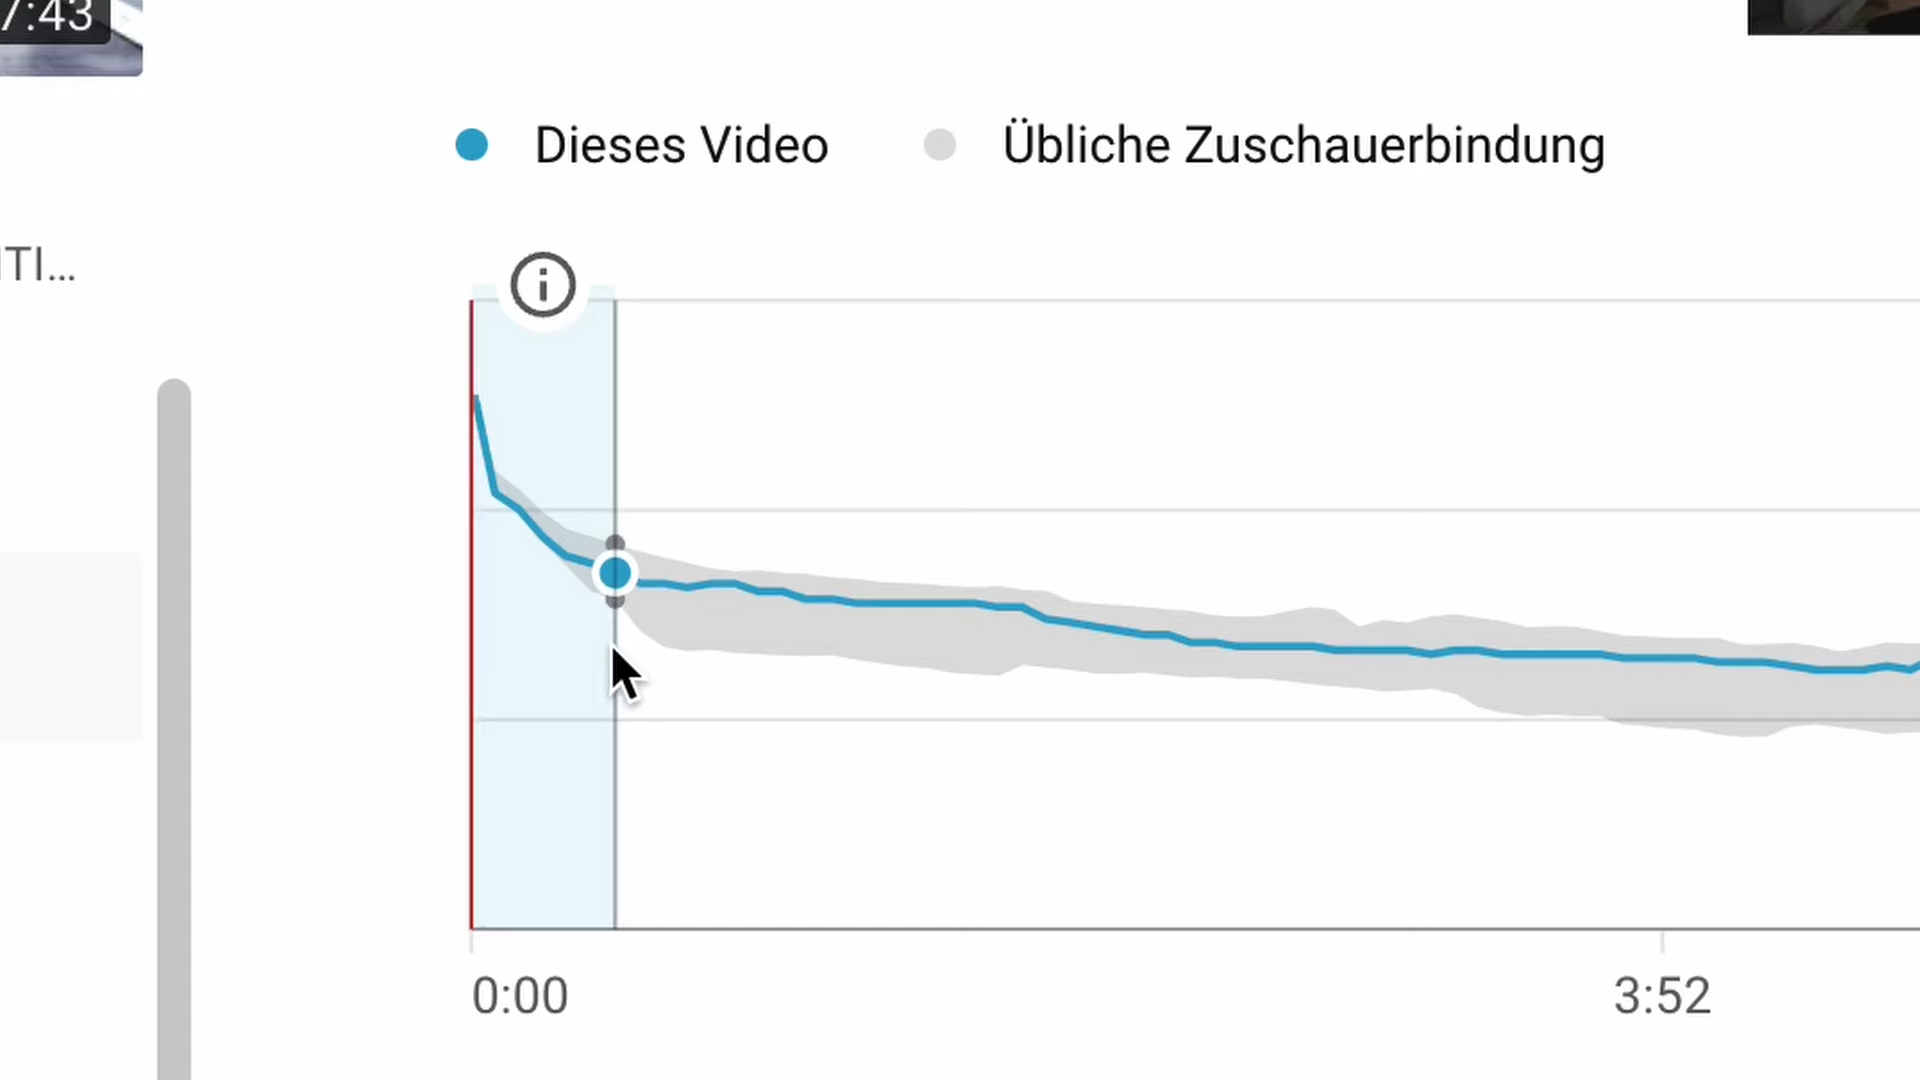 7:43
Dieses Video
Übliche Zuschauerbindung
TI...
0:00
3:52